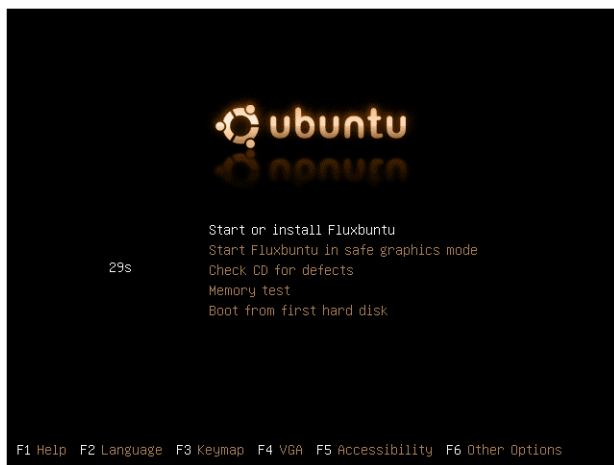 ubuntu
Start or install Fluxbuntu
Start Fluxbuntu in safe graphics mode
29s
Check CD for defects
Memory test
Boot from first hard disk
F1 Help F2 Language F3 Keymap F4 VGA F5 Accessibility F6 Other Options